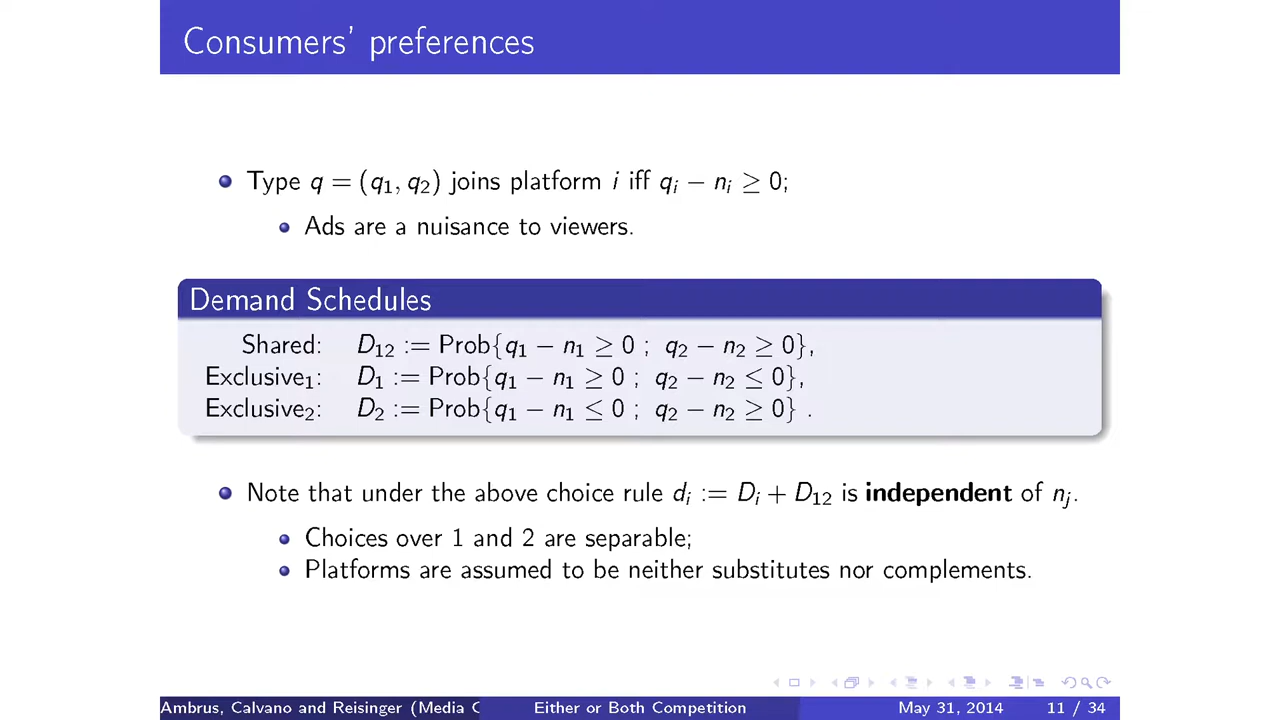 Consumers' preferences
Type q = (q₁, q₂) joins platform i iff qᵢ − nᵢ ≥ 0;
Ads are a nuisance to viewers.
Demand Schedules
Shared: D₁₂ := Prob{q₁ − n₁ ≥ 0 ; q₂ − n₂ ≥ 0},
Exclusive₁: D₁ := Prob{q₁ − n₁ ≥ 0 ; q₂ − n₂ ≤ 0},
Exclusive₂: D₂ := Prob{q₁ − n₁ ≤ 0 ; q₂ − n₂ ≥ 0} .
Note that under the above choice rule dᵢ := Dᵢ + D₁₂ is independent of nⱼ.
Choices over 1 and 2 are separable;
Platforms are assumed to be neither substitutes nor complements.
Ambrus, Calvano and Reisinger (Media C Either or Both Competition May 31, 2014 11 / 34